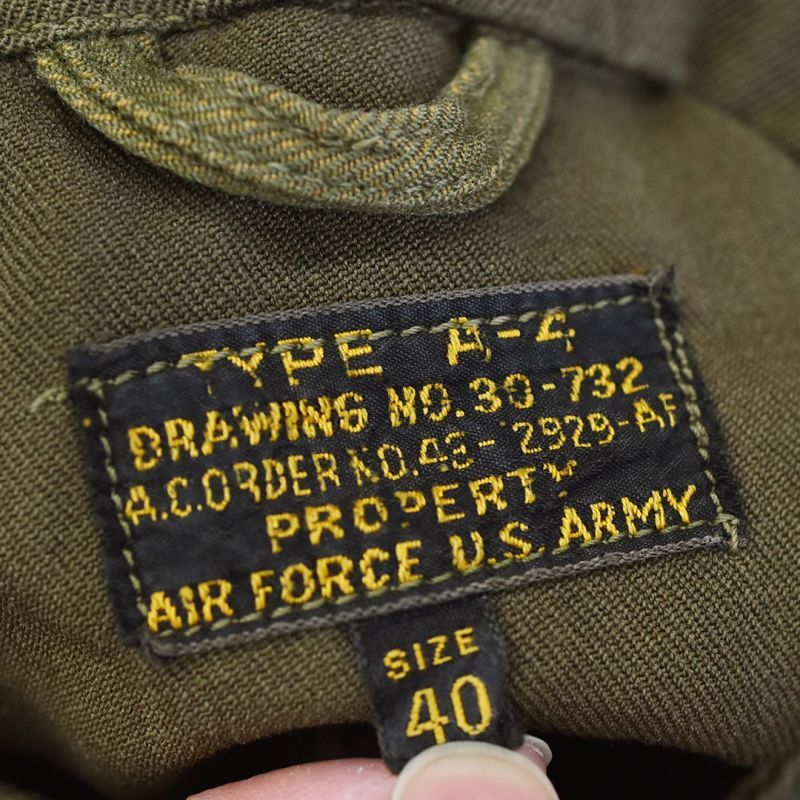 TYPE A-4
DRAWING NO. 30-732
A.C. ORDER NO. 43-2929-AF
PROPERTY
AIR FORCE U.S. ARMY
SIZE
40